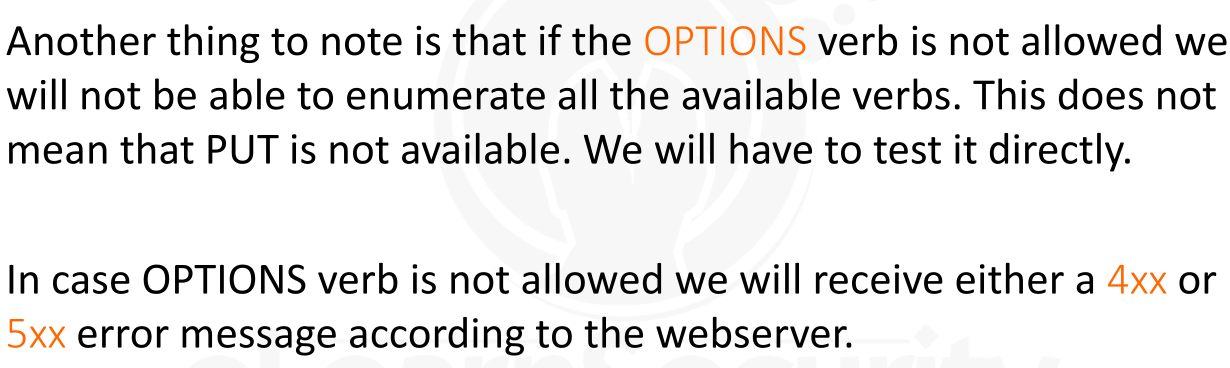 Another thing to note is that if the OPTIONS verb is not allowed we
will not be able to enumerate all the available verbs. This does not
mean that PUT is not available. We will have to test it directly.
In case OPTIONS verb is not allowed we will receive either a 4xx or
5xx error message according to the webserver.
eLearnSecurity